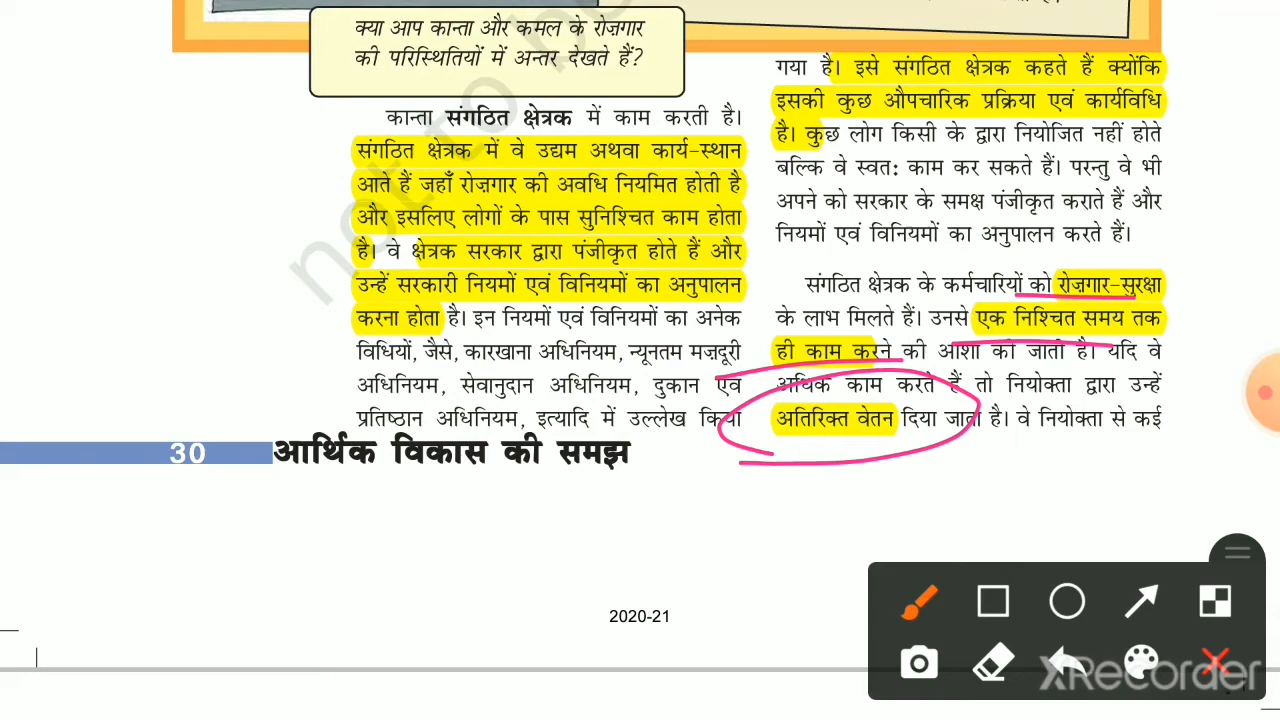 क्या आप कान्ता और कमल के रोज़गार
की परिस्थितियों में अन्तर देखते हैं?
कान्ता संगठित क्षेत्रक में काम करती है।
संगठित क्षेत्रक में वे उद्यम अथवा कार्य-स्थान
आते हैं जहाँ रोज़गार की अवधि नियमित होती है
और इसलिए लोगों के पास सुनिश्चित काम होता
है। वे क्षेत्रक सरकार द्वारा पंजीकृत होते हैं और
उन्हें सरकारी नियमों एवं विनियमों का अनुपालन
करना होता है। इन नियमों एवं विनियमों का अनेक
विधियों, जैसे, कारखाना अधिनियम, न्यूनतम मज़दूरी
अधिनियम, सेवानुदान अधिनियम, दुकान एवं
प्रतिष्ठान अधिनियम, इत्यादि में उल्लेख किया
गया है। इसे संगठित क्षेत्रक कहते हैं क्योंकि
इसकी कुछ औपचारिक प्रक्रिया एवं कार्यविधि
है। कुछ लोग किसी के द्वारा नियोजित नहीं होते
बल्कि वे स्वत: काम कर सकते हैं। परन्तु वे भी
अपने को सरकार के समक्ष पंजीकृत कराते हैं और
नियमों एवं विनियमों का अनुपालन करते हैं।
संगठित क्षेत्रक के कर्मचारियों को रोज़गार-सुरक्षा
के लाभ मिलते हैं। उनसे एक निश्चित समय तक
ही काम करने की आशा की जाती है। यदि वे
अधिक काम करते हैं तो नियोक्ता द्वारा उन्हें
अतिरिक्त वेतन दिया जाता है। वे नियोक्ता से कई
30 आर्थिक विकास की समझ
2020-21
not to b
XRecorder